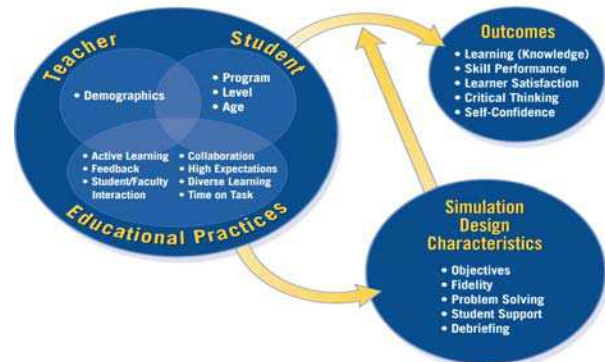 Teacher
Student
• Demographics
• Program
• Level
• Age
• Active Learning
• Feedback
• Student/Faculty
Interaction
• Collaboration
• High Expectations
• Diverse Learning
• Time on Task
Educational Practices
Outcomes
• Learning (Knowledge)
• Skill Performance
• Learner Satisfaction
• Critical Thinking
• Self-Confidence
Simulation
Design
Characteristics
• Objectives
• Fidelity
• Problem Solving
• Student Support
• Debriefing